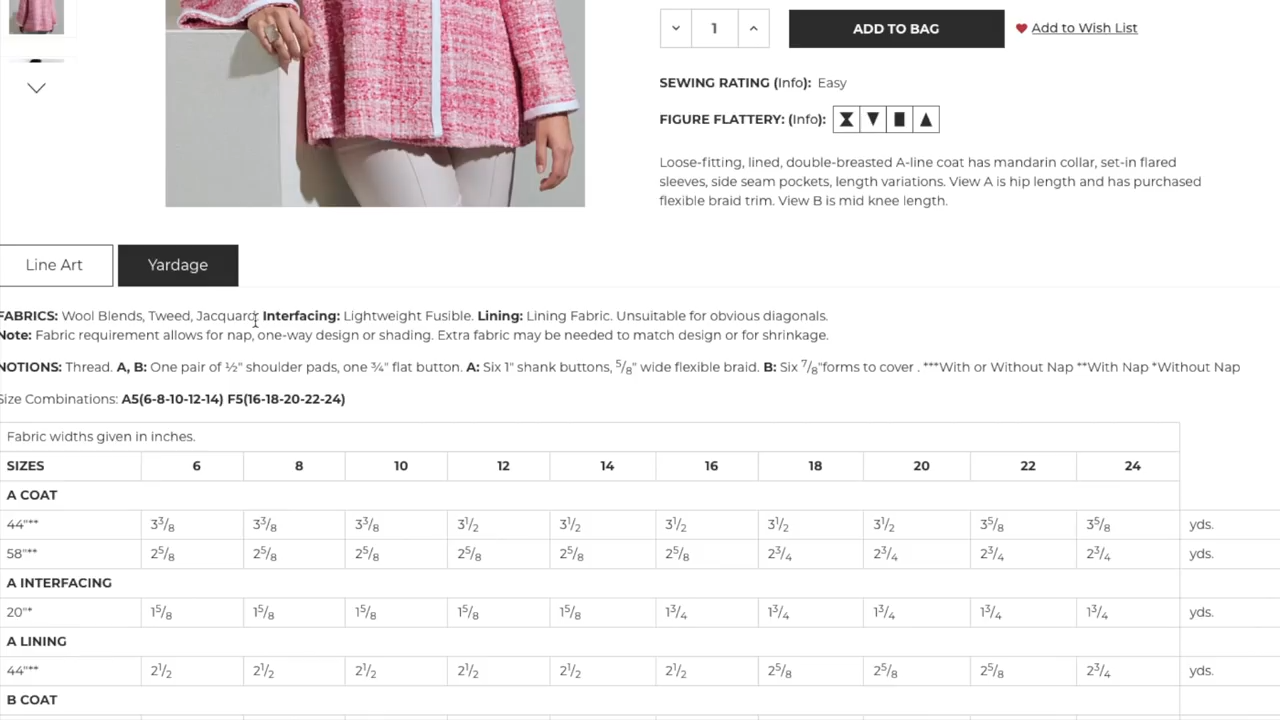 1
ADD TO BAG
Add to Wish List
SEWING RATING (Info): Easy
FIGURE FLATTERY: (Info):
Loose-fitting, lined, double-breasted A-line coat has mandarin collar, set-in flared
sleeves, side seam pockets, length variations. View A is hip length and has purchased
flexible braid trim. View B is mid knee length.
Line Art
Yardage
FABRICS: Wool Blends, Tweed, Jacquard. Interfacing: Lightweight Fusible. Lining: Lining Fabric. Unsuitable for obvious diagonals.
Note: Fabric requirement allows for nap, one-way design or shading. Extra fabric may be needed to match design or for shrinkage.
NOTIONS: Thread. A, B: One pair of ½" shoulder pads, one ¾" flat button. A: Six 1" shank buttons, 5/8" wide flexible braid. B: Six 7/8"forms to cover . ***With or Without Nap **With Nap *Without Nap
Size Combinations: A5(6-8-10-12-14) F5(16-18-20-22-24)
Fabric widths given in inches.
SIZES 6 8 10 12 14 16 18 20 22 24
A COAT
44"** 3 3/8 3 3/8 3 3/8 3 1/2 3 1/2 3 1/2 3 1/2 3 1/2 3 5/8 3 5/8 yds.
58"** 2 5/8 2 5/8 2 5/8 2 5/8 2 5/8 2 5/8 2 3/4 2 3/4 2 3/4 2 3/4 yds.
A INTERFACING
20"* 1 5/8 1 5/8 1 5/8 1 5/8 1 5/8 1 3/4 1 3/4 1 3/4 1 3/4 1 3/4 yds.
A LINING
44"** 2 1/2 2 1/2 2 1/2 2 1/2 2 1/2 2 1/2 2 5/8 2 5/8 2 5/8 2 3/4 yds.
B COAT